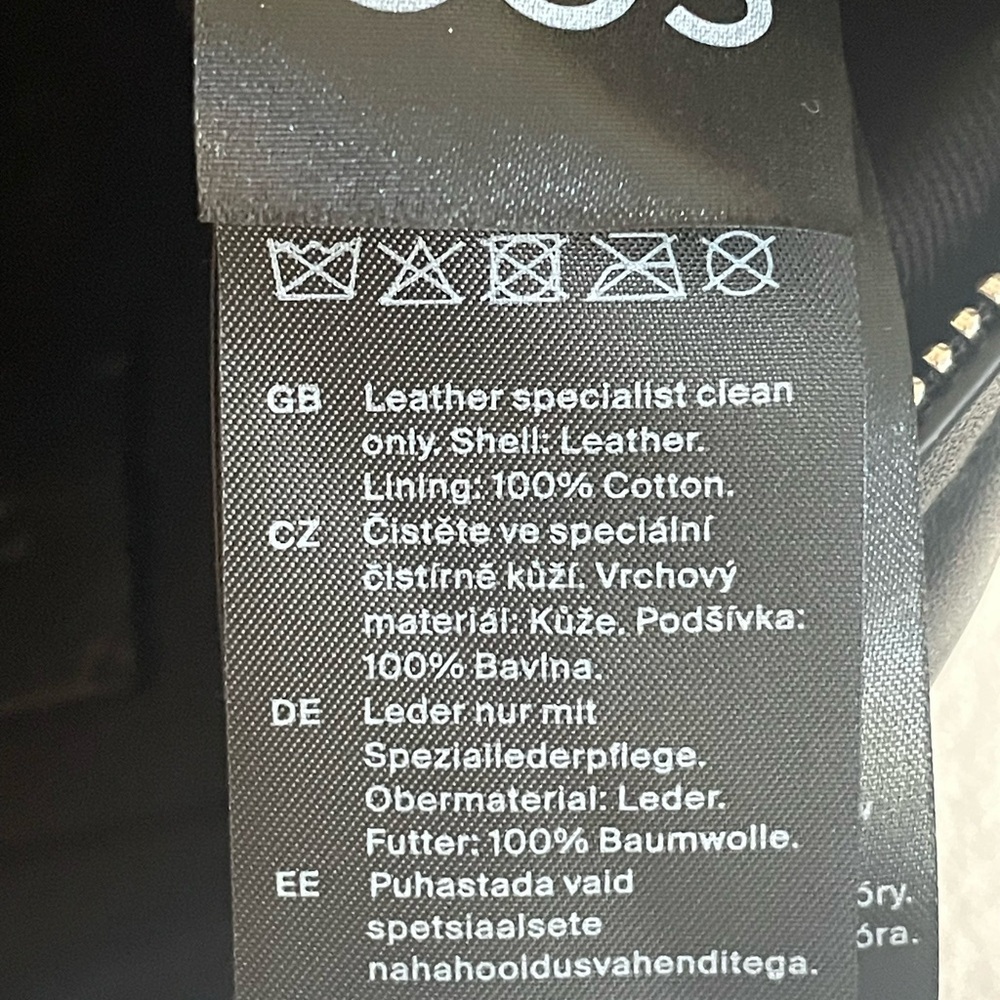 GB Leather specialist clean
only. Shell: Leather.
Lining: 100% Cotton.
CZ Čistěte ve speciální
čistírně kůží. Vrchový
materiál: Kůže. Podšívka:
100% Bavlna.
DE Leder nur mit
Speziallederpflege.
Obermaterial: Leder.
Futter: 100% Baumwolle.
EE Puhastada vaid
spetsiaalsete
nahahooldusvahenditega.